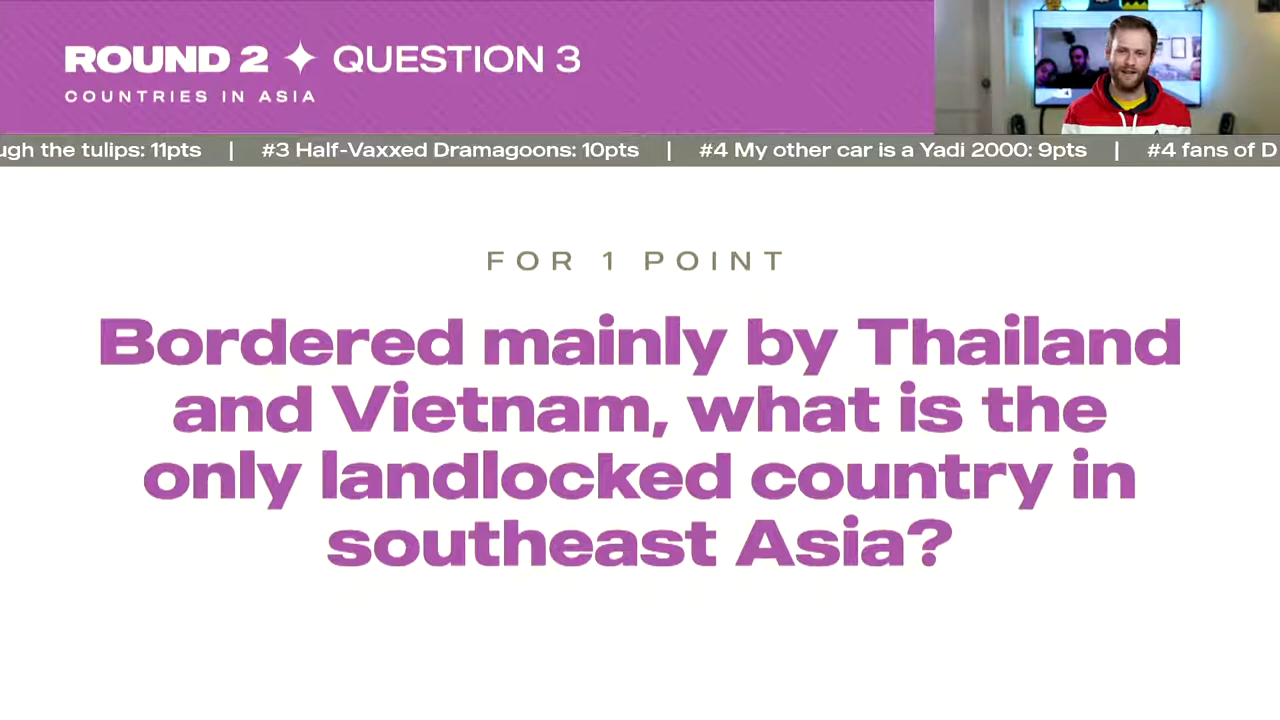 ROUND 2 ✦ QUESTION 3
COUNTRIES IN ASIA
ugh the tulips: 11pts | #3 Half-Vaxxed Dramagoons: 10pts | #4 My other car is a Yadi 2000: 9pts | #4 fans of D
FOR 1 POINT
Bordered mainly by Thailand
and Vietnam, what is the
only landlocked country in
southeast Asia?